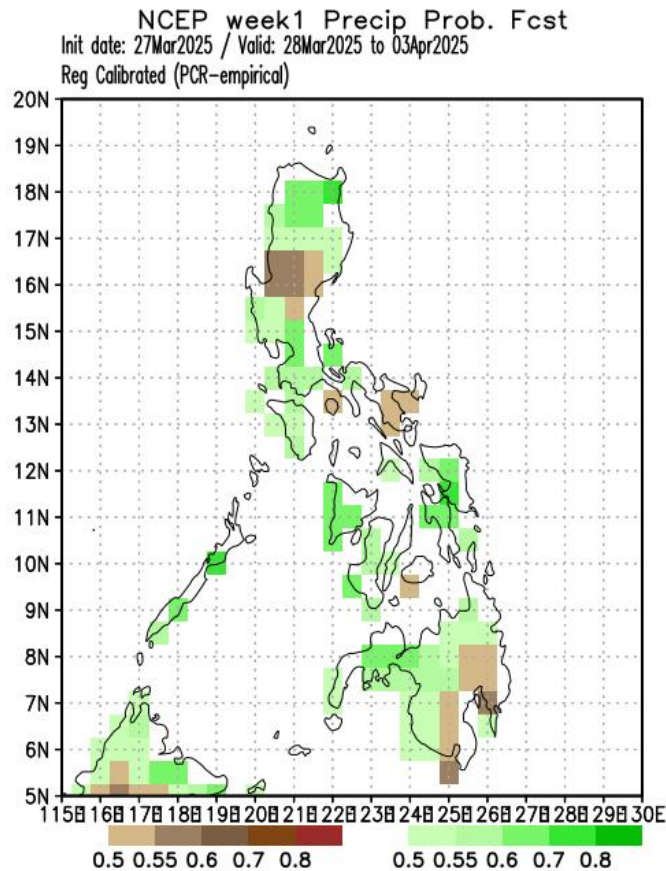 NCEP week1 Precip Prob. Fcst
Init date: 27Mar2025 / Valid: 28Mar2025 to 03Apr2025
Reg Calibrated (PCR-empirical)
20N
19N
18N
17N
16N
15N
14N
13N
12N
11N
10N
9N
8N
7N
6N
5N
115E 116E 117E 118E 119E 120E 121E 122E 123E 124E 125E 126E 127E 128E 129E 130E
0.5 0.55 0.6 0.7 0.8 0.5 0.55 0.6 0.7 0.8